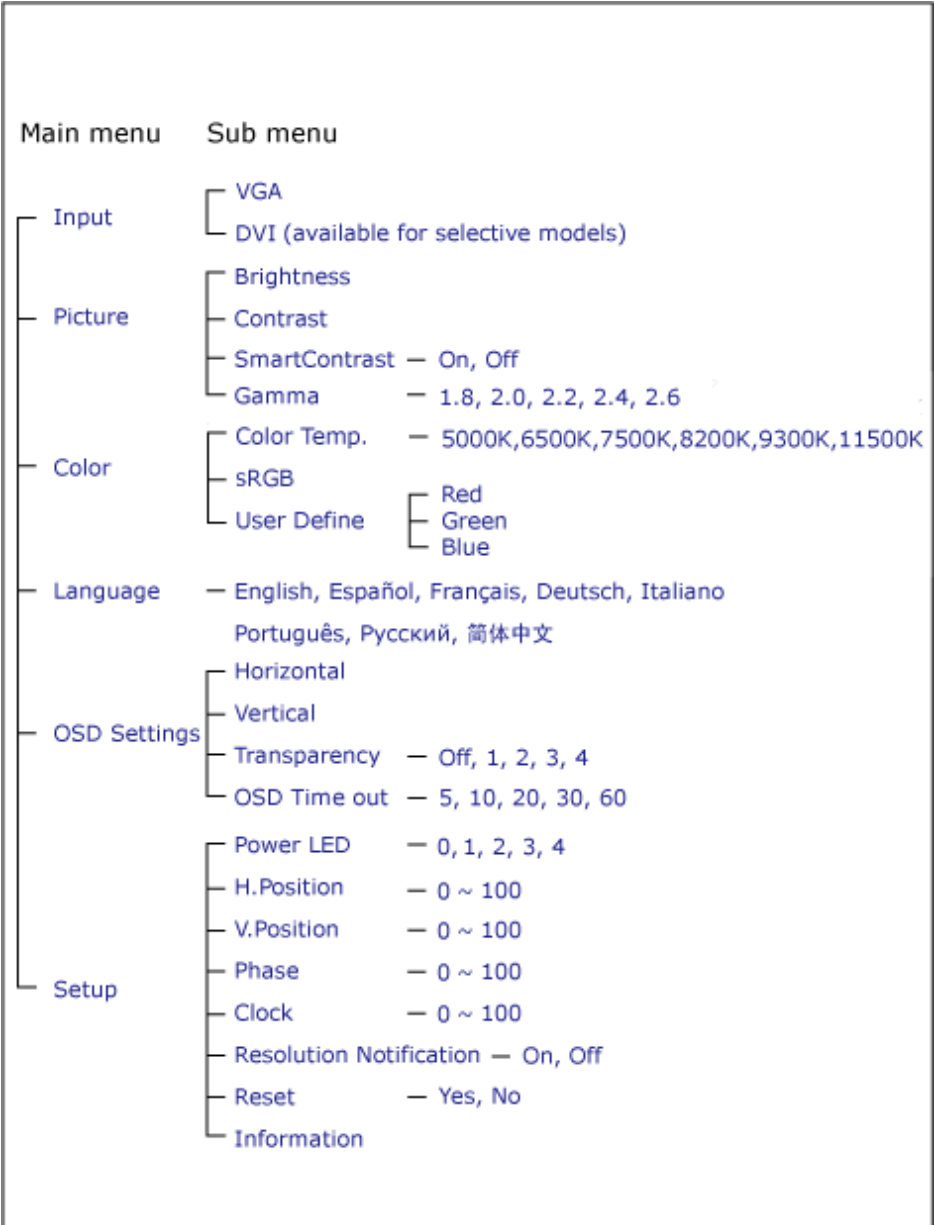 Main menu Sub menu
VGA
Input
DVI (available for selective models)
Brightness
Picture
Contrast
SmartContrast — On, Off
Gamma — 1.8, 2.0, 2.2, 2.4, 2.6
Color Temp. — 5000K,6500K,7500K,8200K,9300K,11500K
Color
sRGB
Red
User Define
Green
Blue
Language — English, Español, Français, Deutsch, Italiano
Português, Русский, 简体中文
Horizontal
Vertical
OSD Settings
Transparency — Off, 1, 2, 3, 4
OSD Time out — 5, 10, 20, 30, 60
Power LED — 0, 1, 2, 3, 4
H.Position — 0 ~ 100
V.Position — 0 ~ 100
Phase — 0 ~ 100
Setup
Clock — 0 ~ 100
Resolution Notification — On, Off
Reset — Yes, No
Information